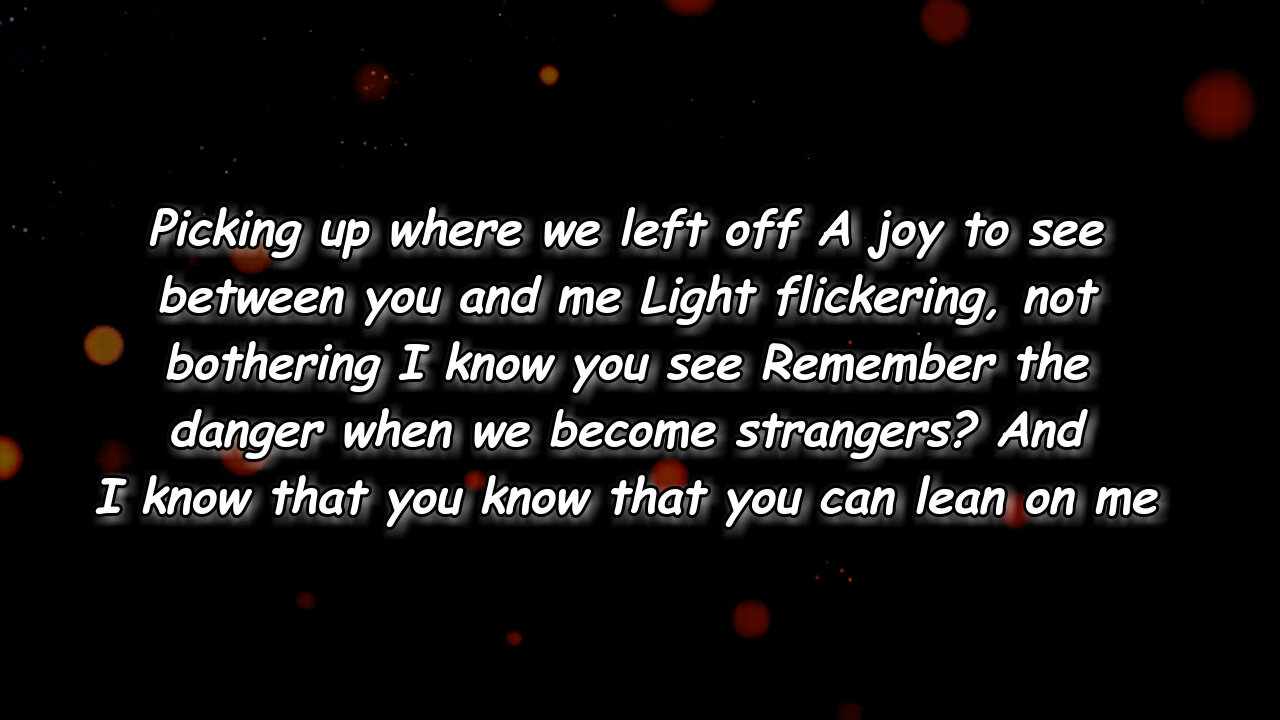 Picking up where we left off A joy to see
between you and me Light flickering, not
bothering I know you see Remember the
danger when we become strangers? And
I know that you know that you can lean on me